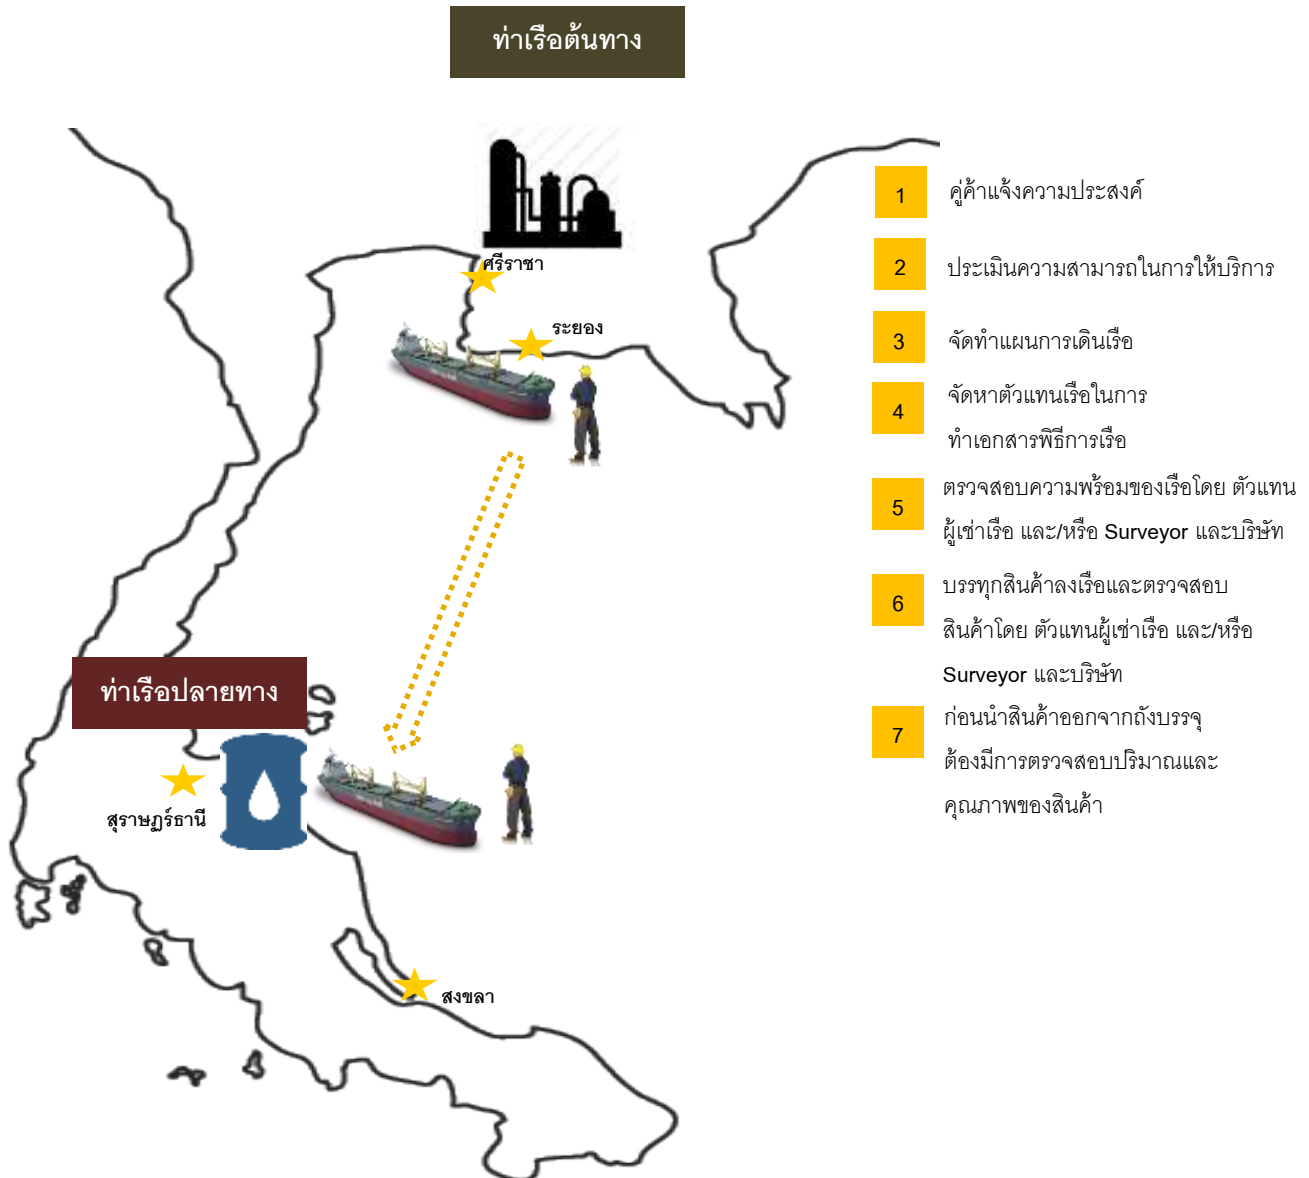 ท่าเรือต้นทาง
ศรีราชา
ระยอง
1 คู่ค้าแจ้งความประสงค์
2 ประเมินความสามารถในการให้บริการ
3 จัดทำแผนการเดินเรือ
4 จัดหาตัวแทนเรือในการ
ทำเอกสารพิธีการเรือ
5 ตรวจสอบความพร้อมของเรือโดย ตัวแทน
ผู้เช่าเรือ และ/หรือ Surveyor และบริษัท
6 บรรทุกสินค้าลงเรือและตรวจสอบ
สินค้าโดย ตัวแทนผู้เช่าเรือ และ/หรือ
Surveyor และบริษัท
7 ก่อนนำสินค้าออกจากถังบรรจุ
ต้องมีการตรวจสอบปริมาณและ
คุณภาพของสินค้า
ท่าเรือปลายทาง
สุราษฎร์ธานี
สงขลา